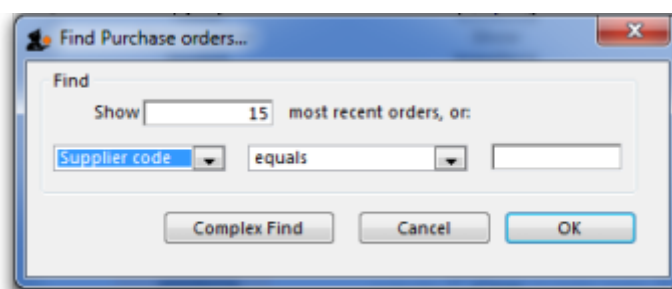 Find Purchase orders...
Find
Show 15 most recent orders, or:
Supplier code equals
Complex Find Cancel OK